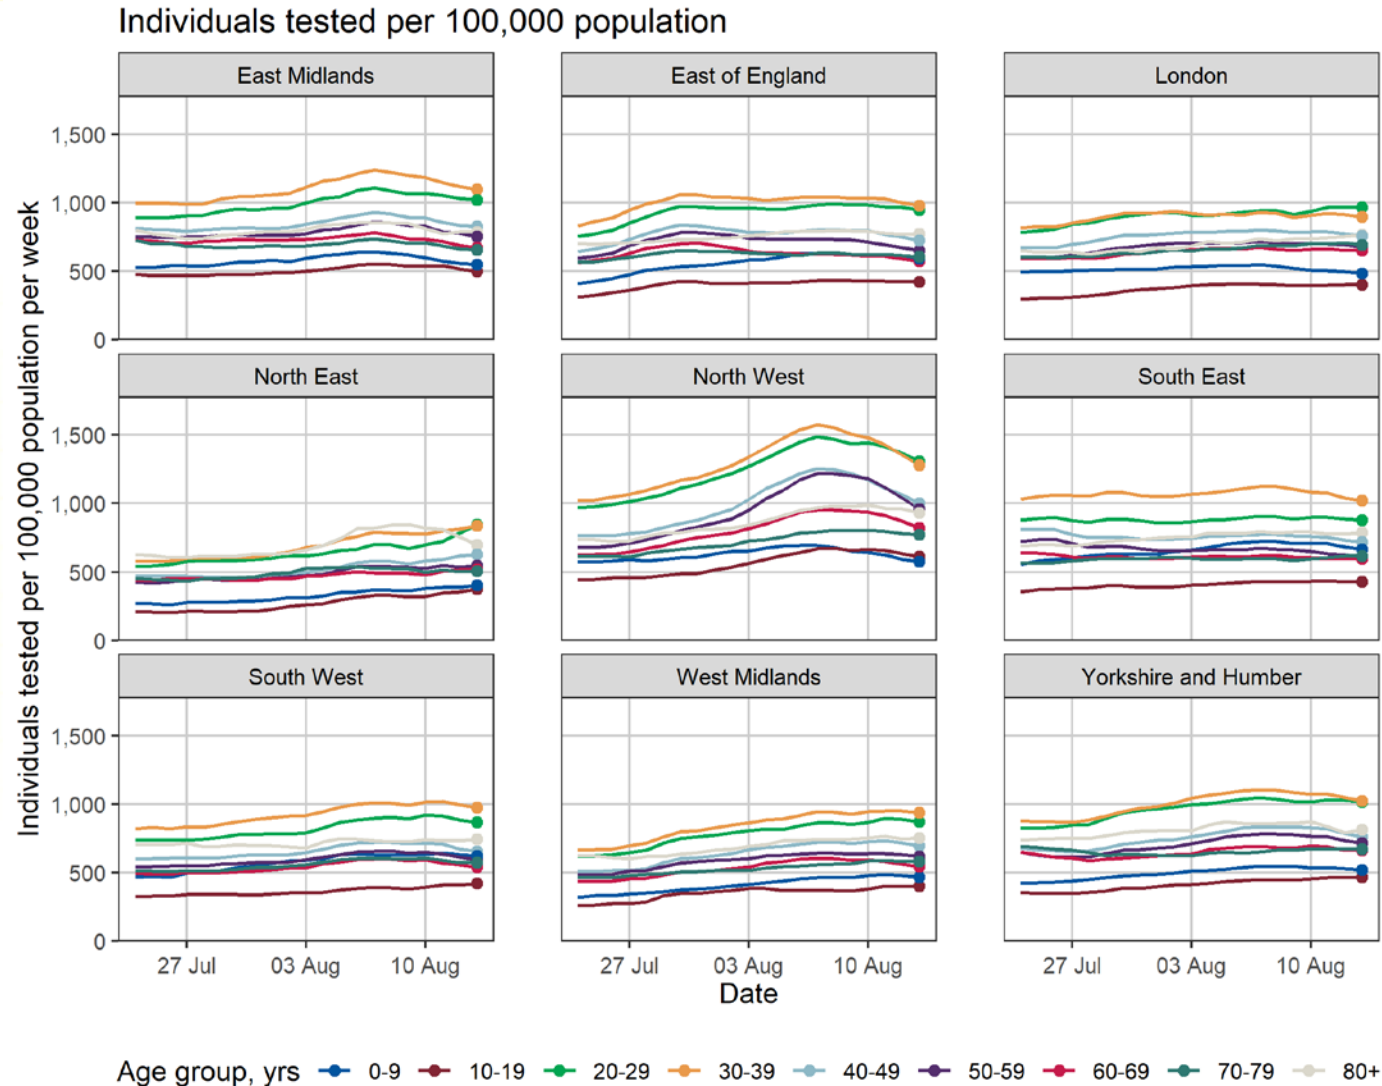 Individuals tested per 100,000 population
East Midlands East of England London
1,500
1,000
500
0
North East North West South East
1,500
1,000
500
0
South West West Midlands Yorkshire and Humber
1,500
1,000
500
0
27 Jul 03 Aug 10 Aug 27 Jul 03 Aug 10 Aug 27 Jul 03 Aug 10 Aug
Date
Individuals tested per 100,000 population per week
Age group, yrs 0-9 10-19 20-29 30-39 40-49 50-59 60-69 70-79 80+